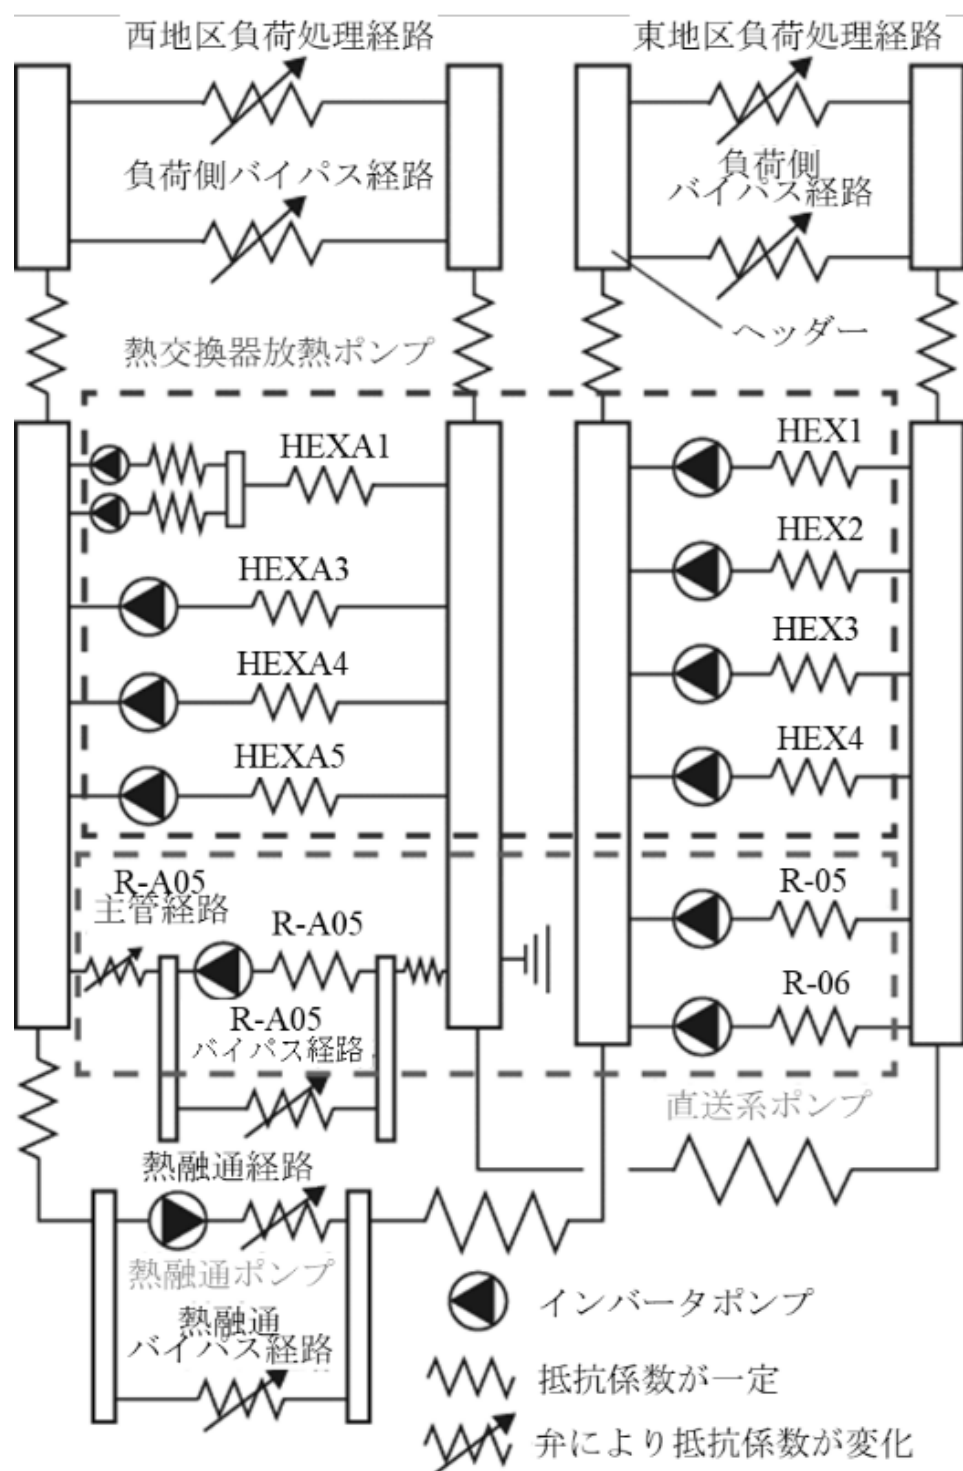 西地区負荷処理経路
東地区負荷処理経路
負荷側バイパス経路
負荷側
バイパス経路
ヘッダー
熱交換器放熱ポンプ
HEXA1
HEXA3
HEXA4
HEXA5
HEX1
HEX2
HEX3
HEX4
R-A05
主管経路
R-A05
R-A05
バイパス経路
R-05
R-06
直送系ポンプ
熱融通経路
熱融通ポンプ
熱融通
バイパス経路
インバータポンプ
抵抗係数が一定
弁により抵抗係数が変化